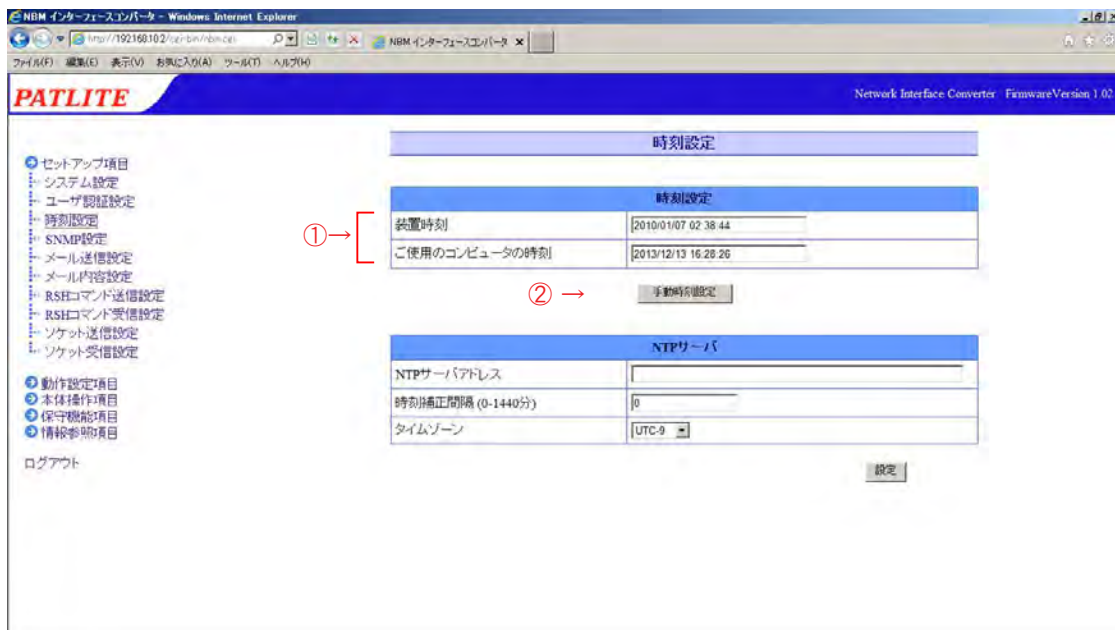 NBM インターフェースコンバータ - Windows Internet Explorer
http://192.168.10.2/cgi-bin/nbm.cgi
NBM インターフェースコンバータ
ファイル(F) 編集(E) 表示(V) お気に入り(A) ツール(T) ヘルプ(H)
PATLITE
Network Interface Converter FirmwareVersion 1.02
時刻設定
セットアップ項目
システム設定
ユーザ認証設定
時刻設定
SNMP設定
メール送信設定
メール内容設定
RSHコマンド送信設定
RSHコマンド受信設定
ソケット送信設定
ソケット受信設定
動作設定項目
本体操作項目
保守機能項目
情報参照項目
ログアウト
時刻設定
①→
装置時刻 2010/01/07 02:38:44
ご使用のコンピュータの時刻 2013/12/13 16:28:26
② → 手動時刻設定
NTPサーバ
NTPサーバアドレス
時刻補正間隔 (0-1440分) 0
タイムゾーン UTC-9
設定